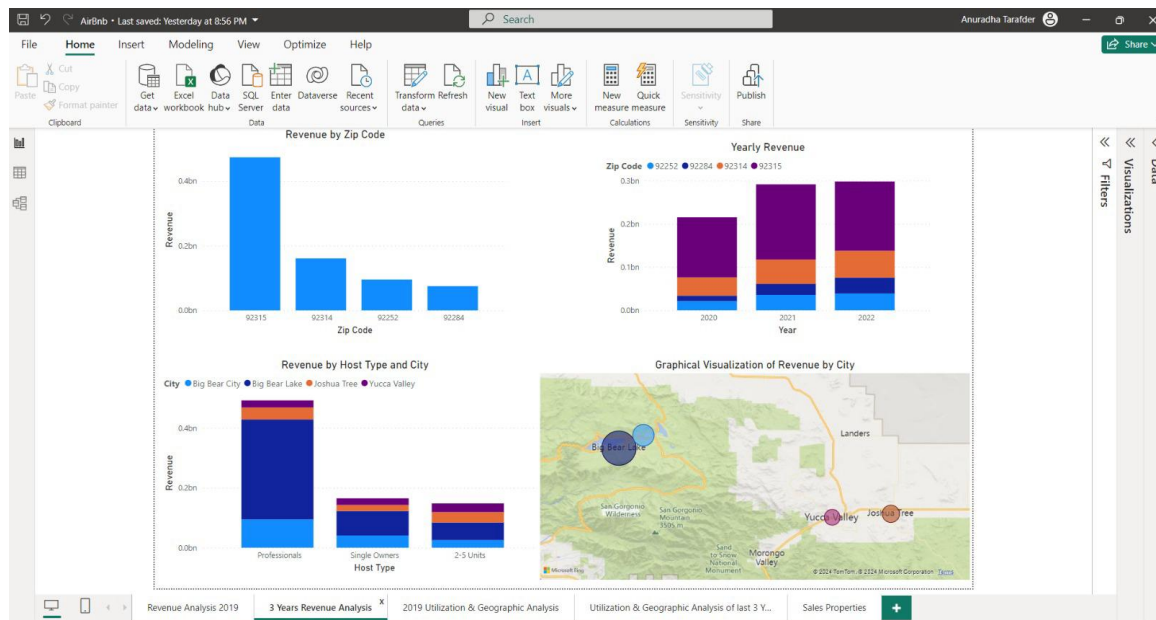 AirBnb • Last saved: Yesterday at 8:56 PM
Search
Anuradha Tarafder
File Home Insert Modeling View Optimize Help
Share
Paste
Cut
Copy
Format painter
Clipboard
Get data
Excel workbook
Data hub
SQL Server
Enter data
Dataverse
Recent sources
Data
Transform data
Refresh
Queries
New visual
Text box
More visuals
Insert
New measure
Quick measure
Calculations
Sensitivity
Sensitivity
Publish
Share
Filters
Visualizations
Data
Revenue by Zip Code
Revenue
0.4bn
0.2bn
0.0bn
92315 92314 92252 92284
Zip Code
Yearly Revenue
Zip Code 92252 92284 92314 92315
Revenue
0.3bn
0.2bn
0.1bn
0.0bn
2020 2021 2022
Year
Revenue by Host Type and City
City Big Bear City Big Bear Lake Joshua Tree Yucca Valley
Revenue
0.4bn
0.2bn
0.0bn
Professionals Single Owners 2-5 Units
Host Type
Graphical Visualization of Revenue by City
Landers
Big Bear Lake
San Gorgonio
Wilderness
San Gorgonio
Mountain
3505 m
Yucca Valley
Joshua Tree
Sand
to Snow
National
Monument
Morongo
Valley
Microsoft Bing
© 2024 TomTom, © 2024 Microsoft Corporation Terms
Revenue Analysis 2019
3 Years Revenue Analysis X
2019 Utilization & Geographic Analysis
Utilization & Geographic Analysis of last 3 Y...
Sales Properties
+